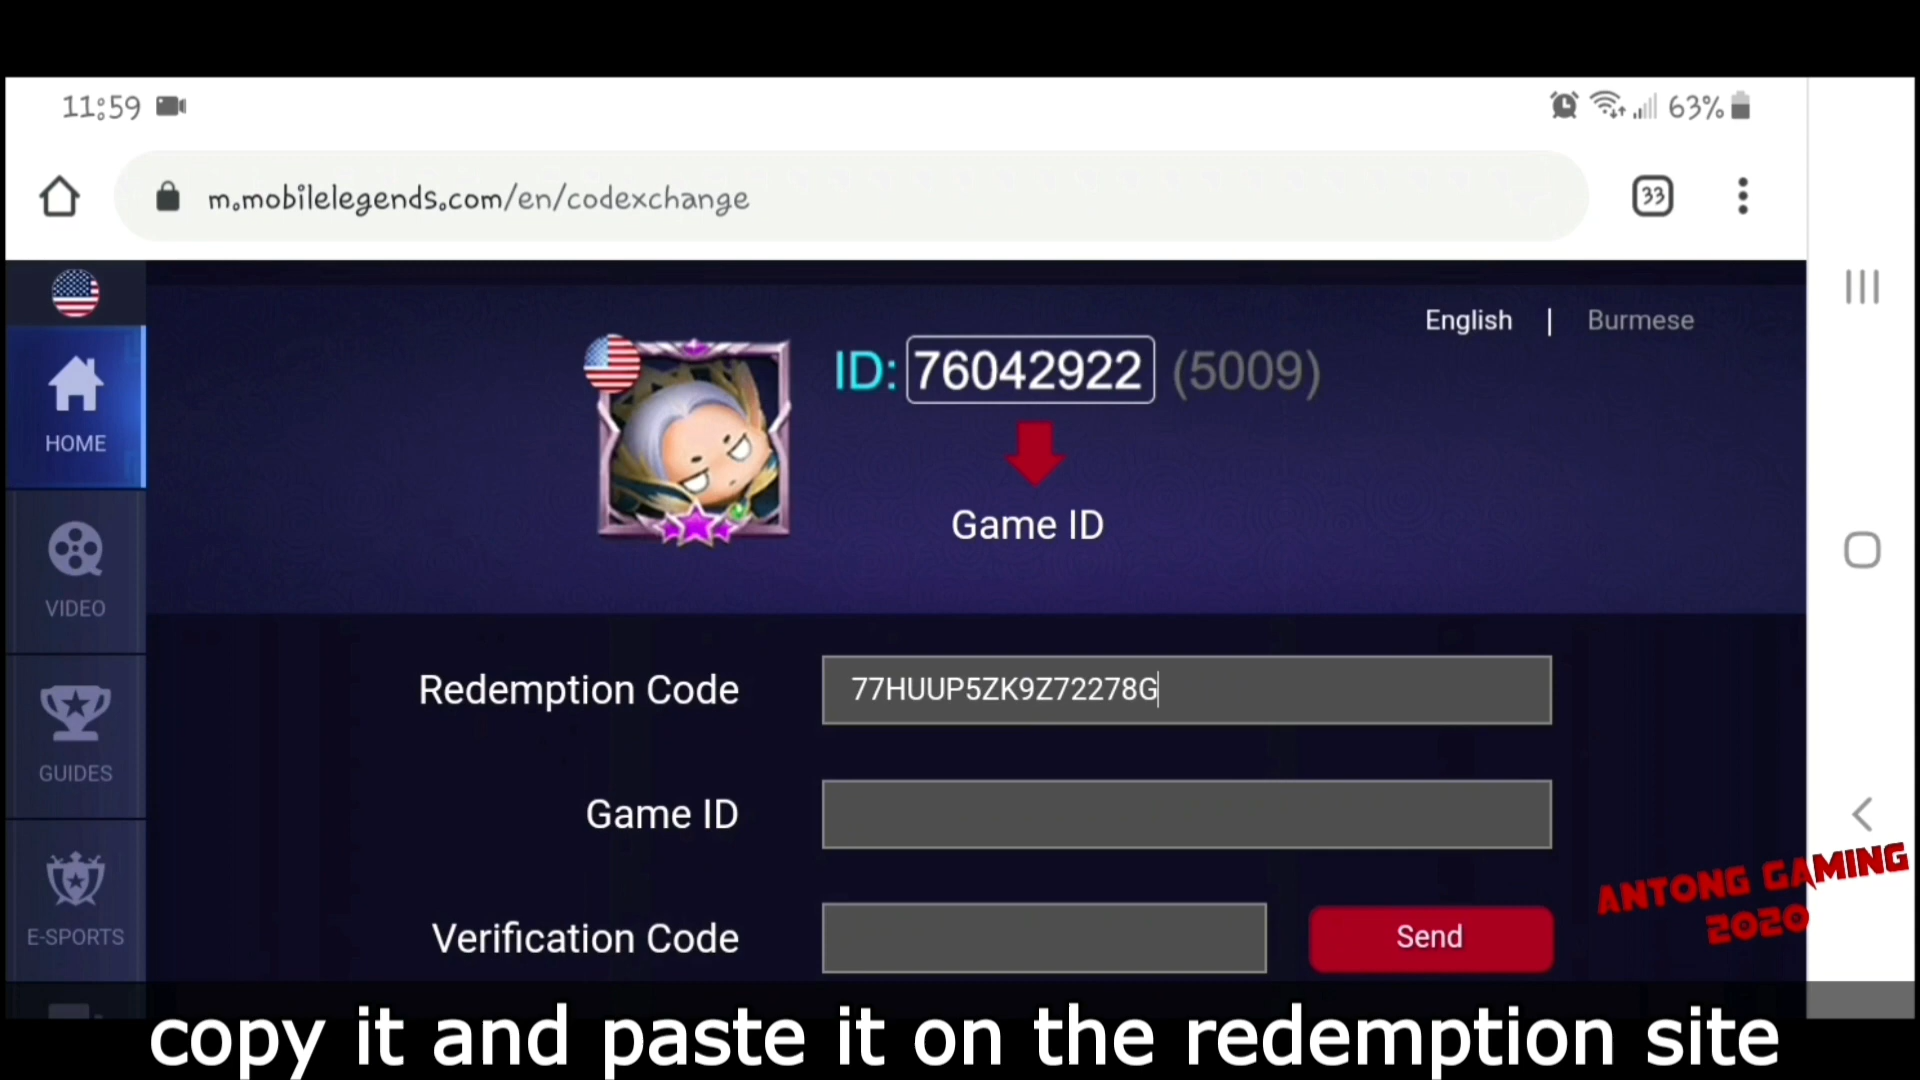 11:59
63%
m.mobilelegends.com/en/codexchange
33
English | Burmese
ID: 76042922 (5009)
HOME
Game ID
VIDEO
Redemption Code 77HUUP5ZK9Z72278G
GUIDES
Game ID
E-SPORTS
Verification Code Send
ANTONG GAMING
2020
copy it and paste it on the redemption site